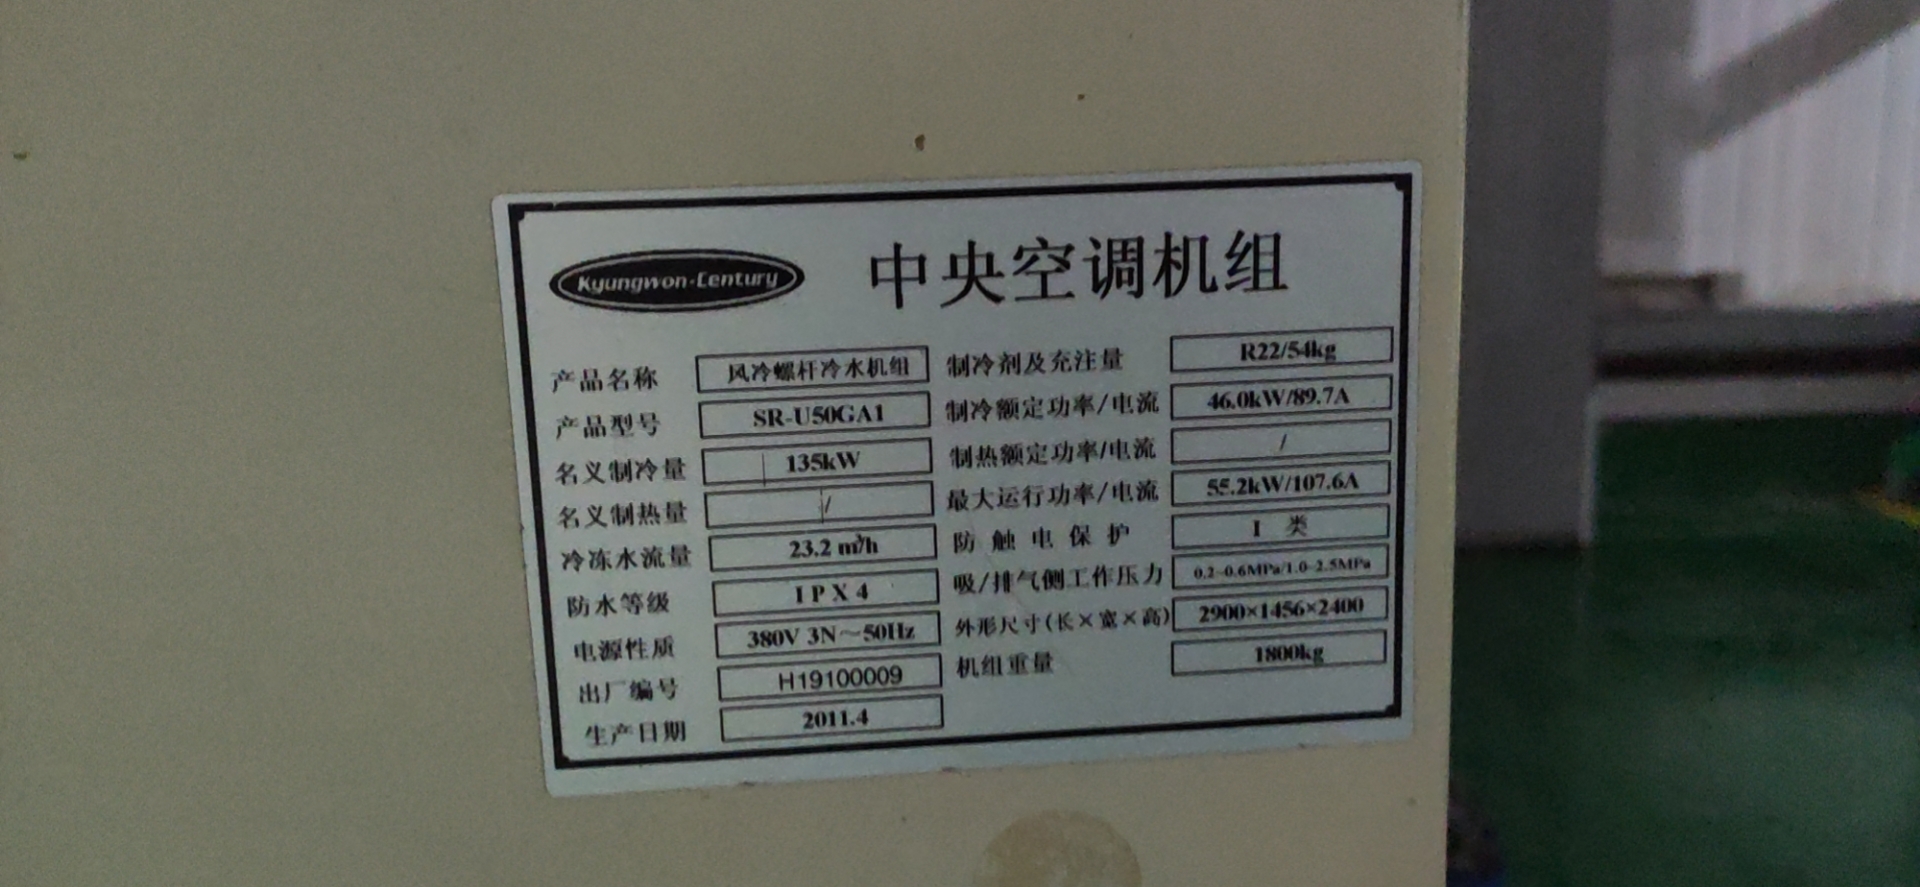 Kyungwon-Century
中央空调机组
产品名称 风冷螺杆冷水机组 制冷剂及充注量 R22/54kg
产品型号 SR-U50GA1 制冷额定功率/电流 46.0kW/89.7A
名义制冷量 135kW 制热额定功率/电流 /
名义制热量 / 最大运行功率/电流 55.2kW/107.6A
冷冻水流量 23.2 m³/h 防触电保护 I 类
防水等级 IPX4 吸/排气侧工作压力 0.2~0.6MPa/1.0~2.5MPa
电源性质 380V 3N～50Hz 外形尺寸(长×宽×高) 2900×1456×2400
出厂编号 H19100009 机组重量 1800kg
生产日期 2011.4